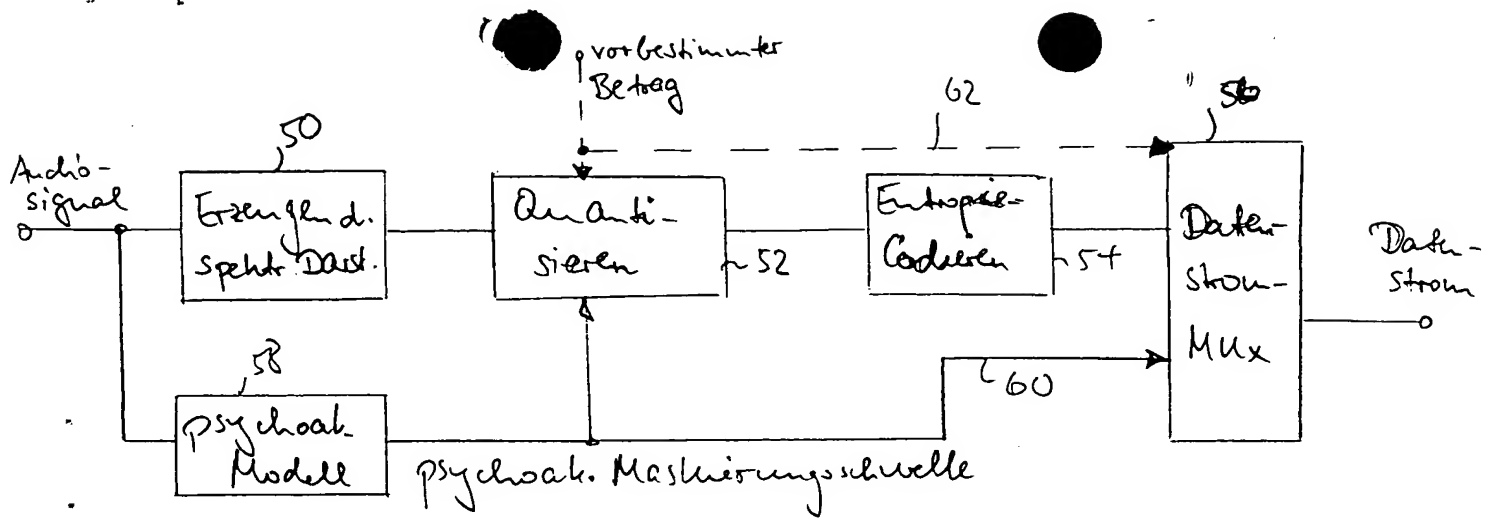 vorbestimmter
Betrag
62
56
50
Audio-
signal
Erzeugen d.
spektr. Darst.
Quanti-
sieren
52
Entropie-
Codieren
54
Daten-
strom-
MUX
Daten-
strom
58
psychoak.
Modell
60
psychoak. Maskierungsschwelle